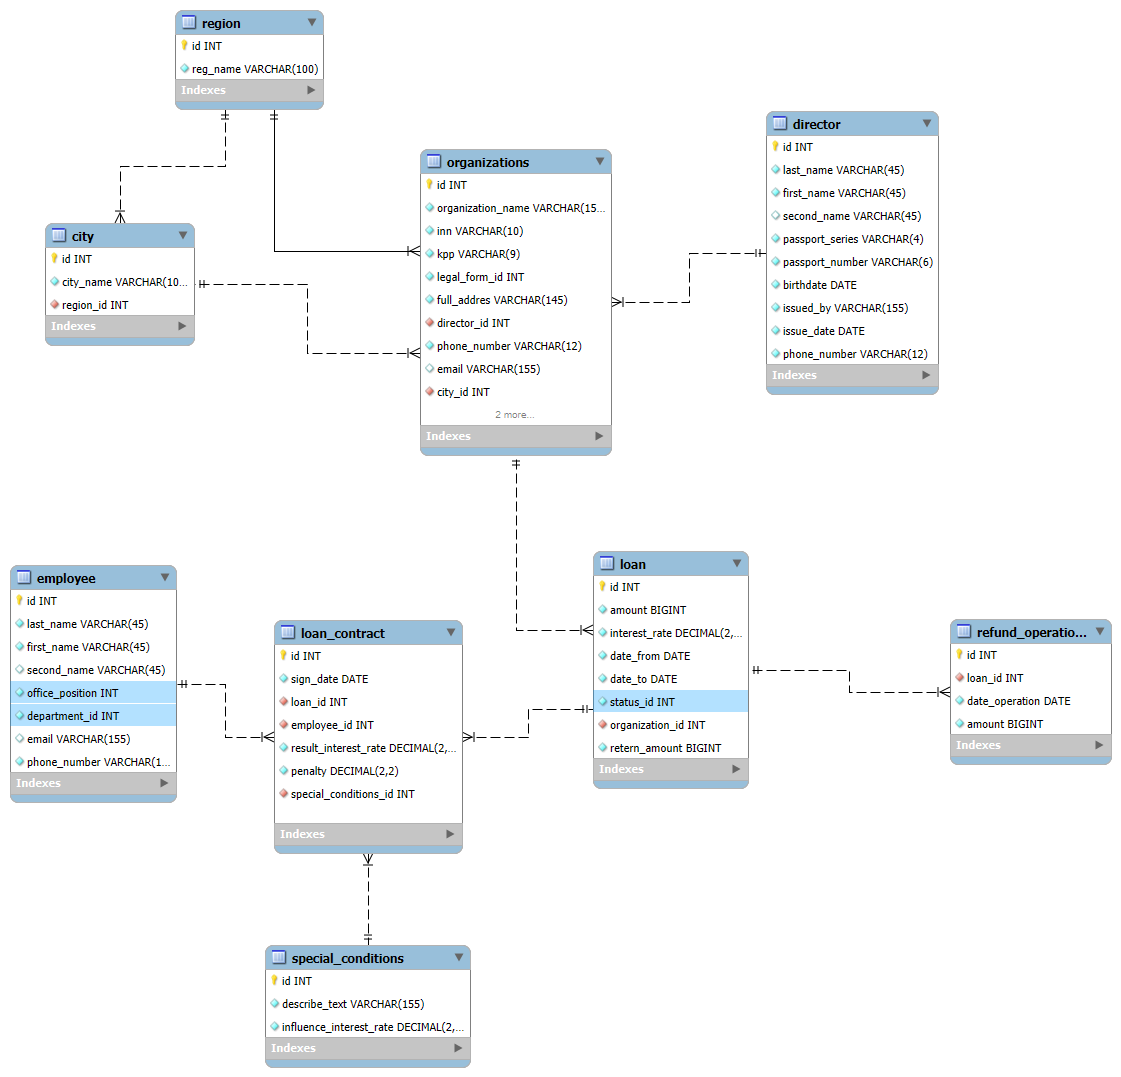 region
id INT
reg_name VARCHAR(100)
Indexes
city
id INT
city_name VARCHAR(10...
region_id INT
Indexes
organizations
id INT
organization_name VARCHAR(15...
inn VARCHAR(10)
kpp VARCHAR(9)
legal_form_id INT
full_addres VARCHAR(145)
director_id INT
phone_number VARCHAR(12)
email VARCHAR(155)
city_id INT
2 more...
Indexes
director
id INT
last_name VARCHAR(45)
first_name VARCHAR(45)
second_name VARCHAR(45)
passport_series VARCHAR(4)
passport_number VARCHAR(6)
birthdate DATE
issued_by VARCHAR(155)
issue_date DATE
phone_number VARCHAR(12)
Indexes
employee
id INT
last_name VARCHAR(45)
first_name VARCHAR(45)
second_name VARCHAR(45)
office_position INT
department_id INT
email VARCHAR(155)
phone_number VARCHAR(1...
Indexes
loan_contract
id INT
sign_date DATE
loan_id INT
employee_id INT
result_interest_rate DECIMAL(2,...
penalty DECIMAL(2,2)
special_conditions_id INT
Indexes
loan
id INT
amount BIGINT
interest_rate DECIMAL(2,...
date_from DATE
date_to DATE
status_id INT
organization_id INT
retern_amount BIGINT
Indexes
refund_operatio...
id INT
loan_id INT
date_operation DATE
amount BIGINT
Indexes
special_conditions
id INT
describe_text VARCHAR(155)
influence_interest_rate DECIMAL(2,...
Indexes